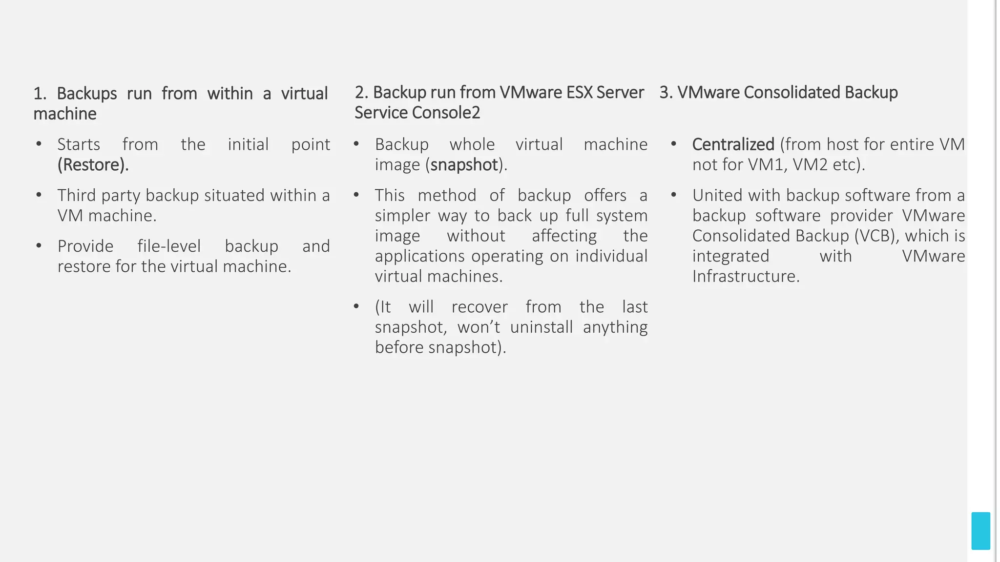 1. Backups run from within a virtual
machine
• Starts from the initial point
(Restore).
• Third party backup situated within a
VM machine.
• Provide file-level backup and
restore for the virtual machine.
2. Backup run from VMware ESX Server
Service Console2
• Backup whole virtual machine
image (snapshot).
• This method of backup offers a
simpler way to back up full system
image without affecting the
applications operating on individual
virtual machines.
• (It will recover from the last
snapshot, won’t uninstall anything
before snapshot).
3. VMware Consolidated Backup
• Centralized (from host for entire VM
not for VM1, VM2 etc).
• United with backup software from a
backup software provider VMware
Consolidated Backup (VCB), which is
integrated with VMware
Infrastructure.